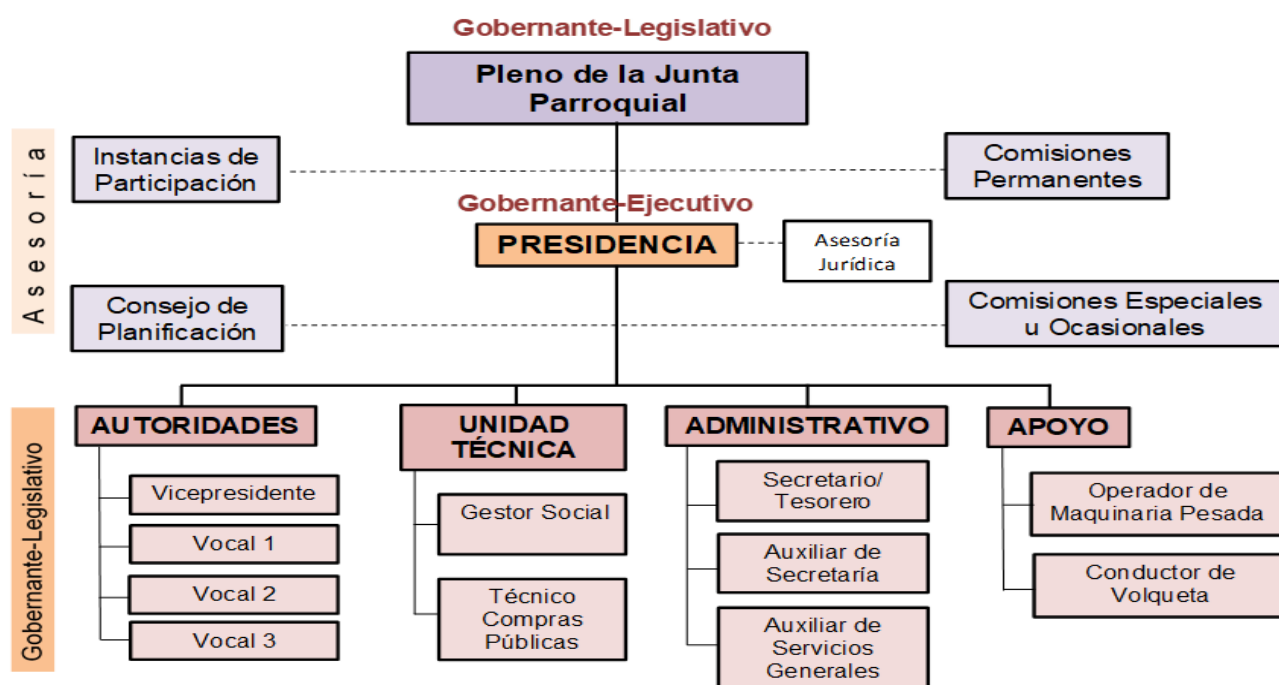 Gobernante-Legislativo
Pleno de la Junta
Parroquial
Asesoría
Instancias de
Participación
Comisiones
Permanentes
Gobernante-Ejecutivo
PRESIDENCIA
Asesoría
Jurídica
Consejo de
Planificación
Comisiones Especiales
u Ocasionales
Gobernante-Legislativo
AUTORIDADES
Vicepresidente
Vocal 1
Vocal 2
Vocal 3
UNIDAD
TÉCNICA
Gestor Social
Técnico
Compras
Públicas
ADMINISTRATIVO
Secretario/
Tesorero
Auxiliar de
Secretaría
Auxiliar de
Servicios
Generales
APOYO
Operador de
Maquinaria Pesada
Conductor de
Volqueta